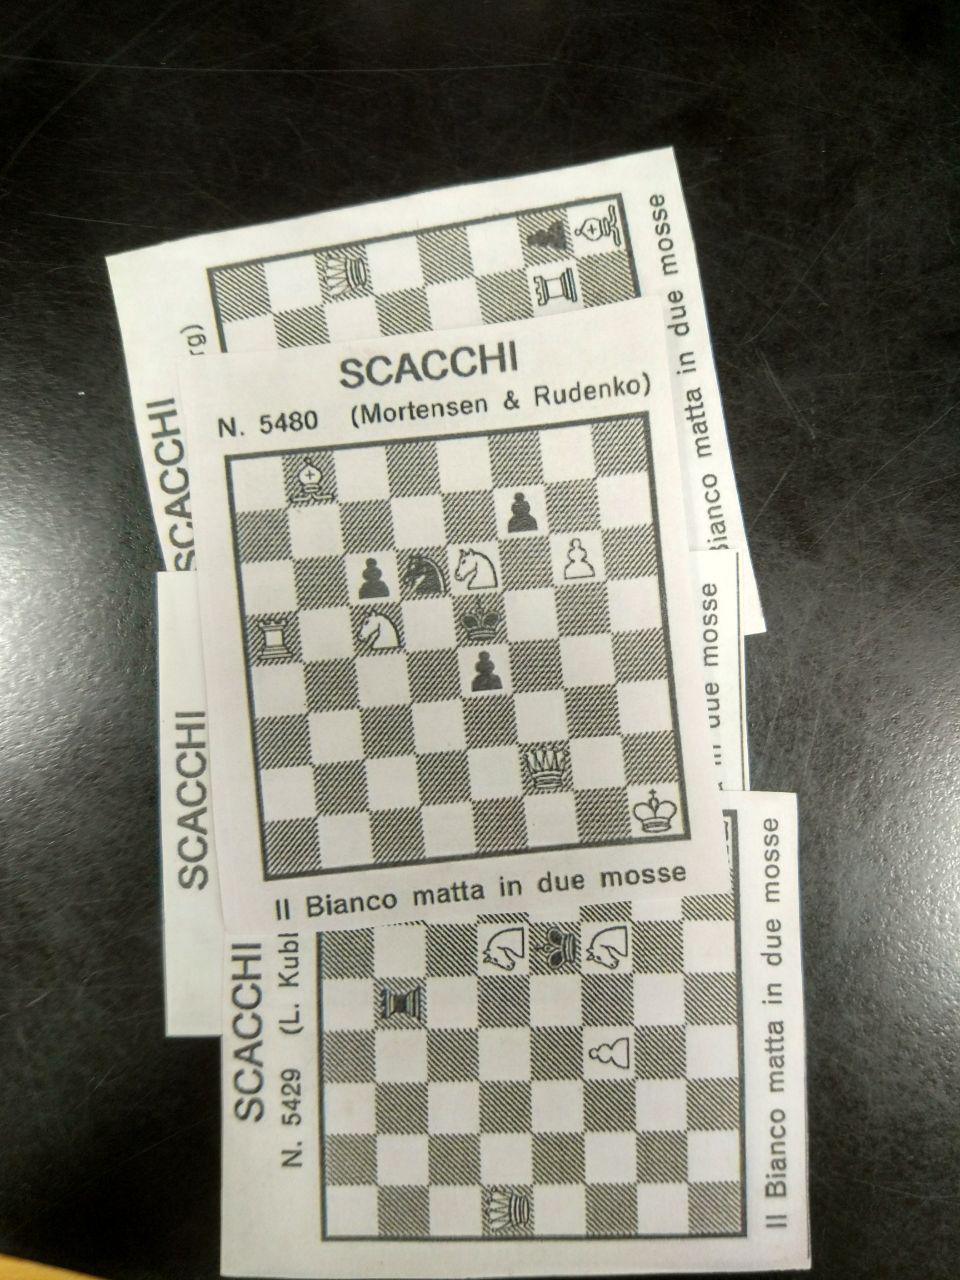 rg)
SCACCHI
Bianco matta in due mosse
SCACCHI
N. 5480 (Mortensen & Rudenko)
Il Bianco matta in due mosse
SCACCHI
in due mosse
SCACCHI
N. 5429 (L. Kubl
Il Bianco matta in due mosse